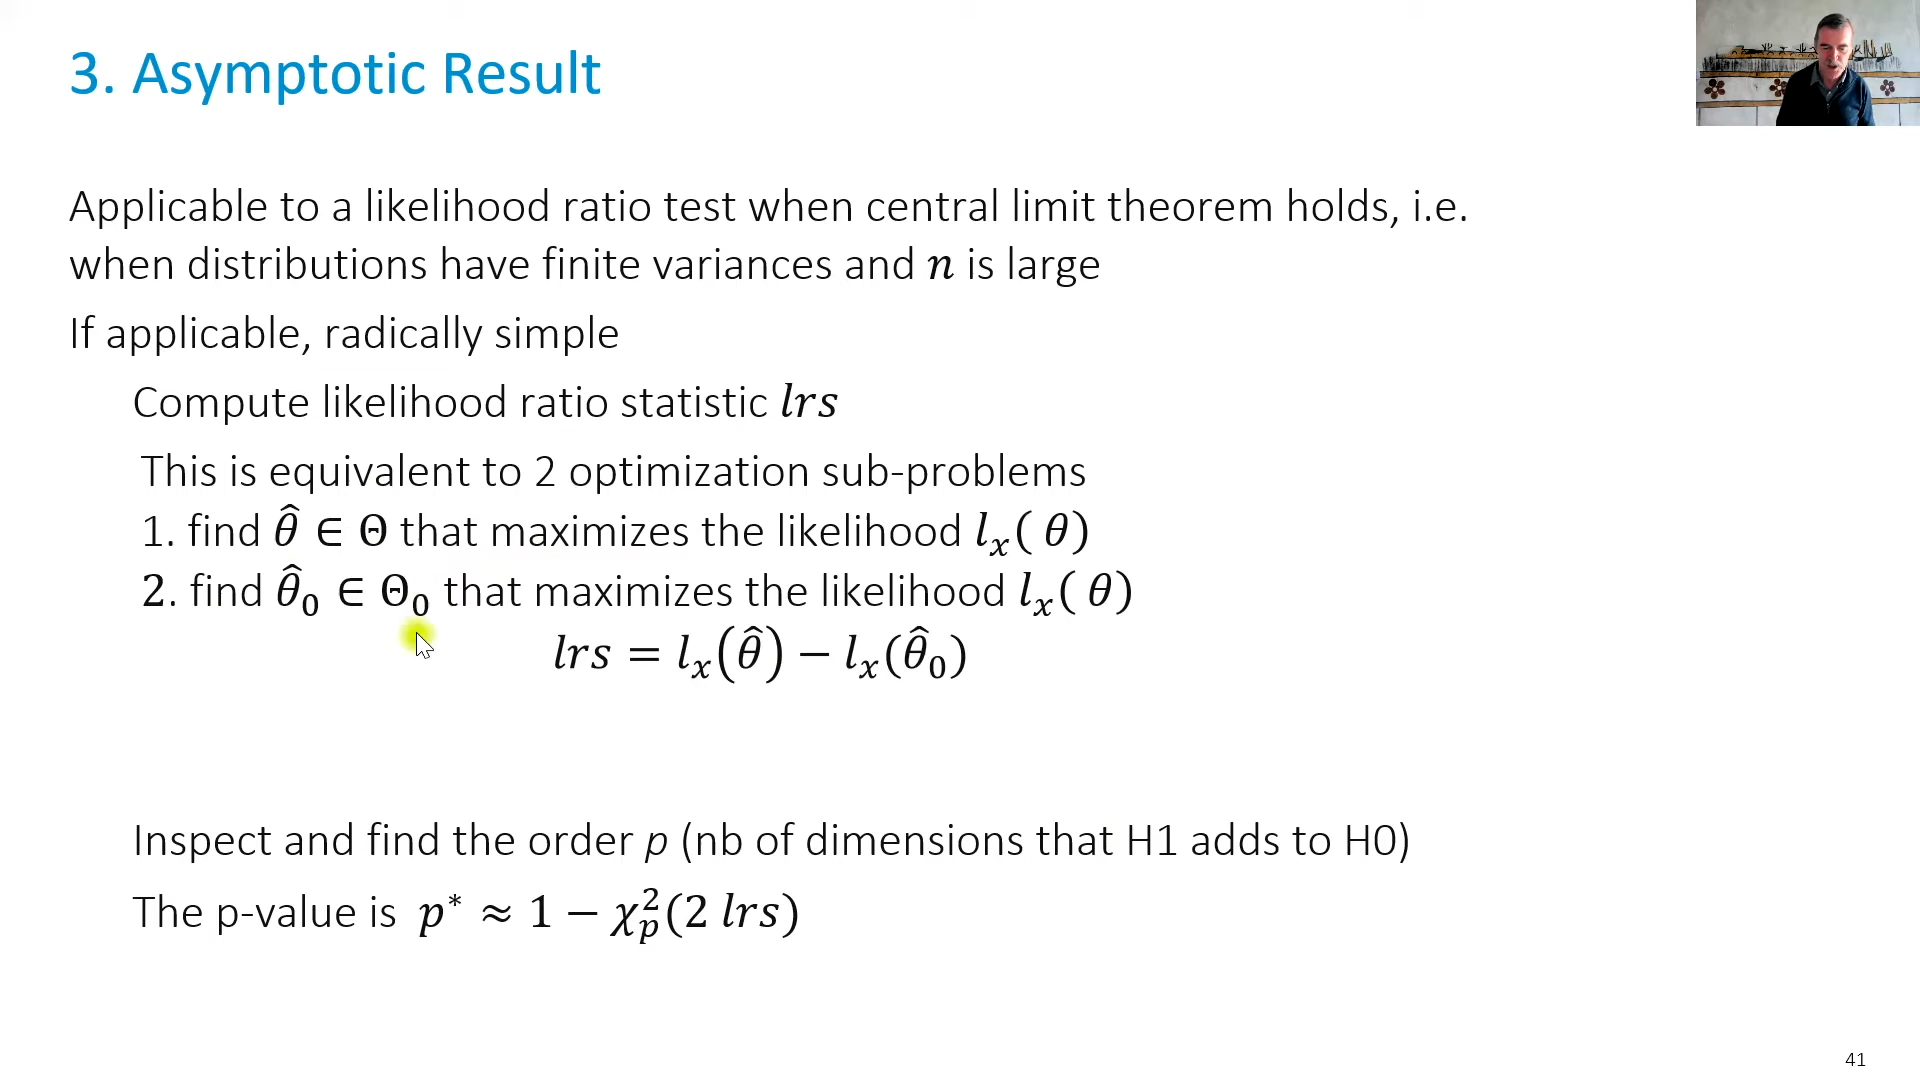 3. Asymptotic Result
Applicable to a likelihood ratio test when central limit theorem holds, i.e.
when distributions have finite variances and n is large
If applicable, radically simple
Compute likelihood ratio statistic lrs
This is equivalent to 2 optimization sub-problems
1. find θ̂ ∈ Θ that maximizes the likelihood lₓ( θ)
2. find θ̂₀ ∈ Θ₀ that maximizes the likelihood lₓ( θ)
lrs = lₓ(θ̂) − lₓ(θ̂₀)
Inspect and find the order p (nb of dimensions that H1 adds to H0)
The p-value is p* ≈ 1 − χ²ₚ(2 lrs)
41